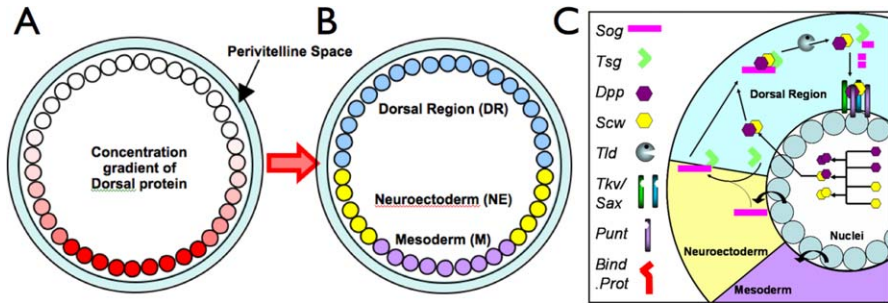 A
Perivitelline Space
Concentration
gradient of
Dorsal protein
B
Dorsal Region (DR)
Neuroectoderm (NE)
Mesoderm (M)
C
Sog
Tsg
Dpp
Scw
Tld
Tkv/
Sax
Punt
Bind
.Prot
Dorsal Region
Neuroectoderm
Nuclei
Mesoderm